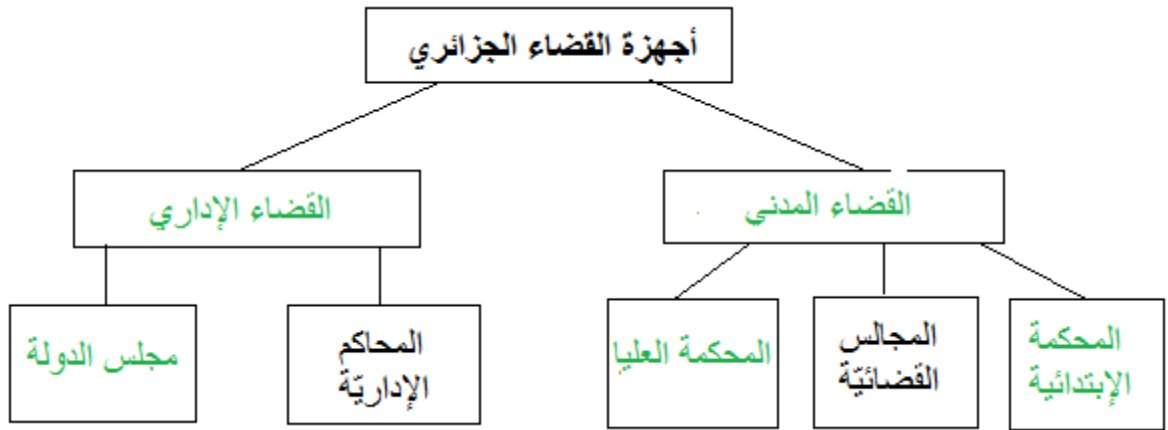 أجهزة القضاء الجزائري
القضاء المدني
القضاء الإداري
المحكمة
الإبتدائية
المجالس
القضائيّة
المحكمة العليا
المحاكم
الإداريّة
مجلس الدولة